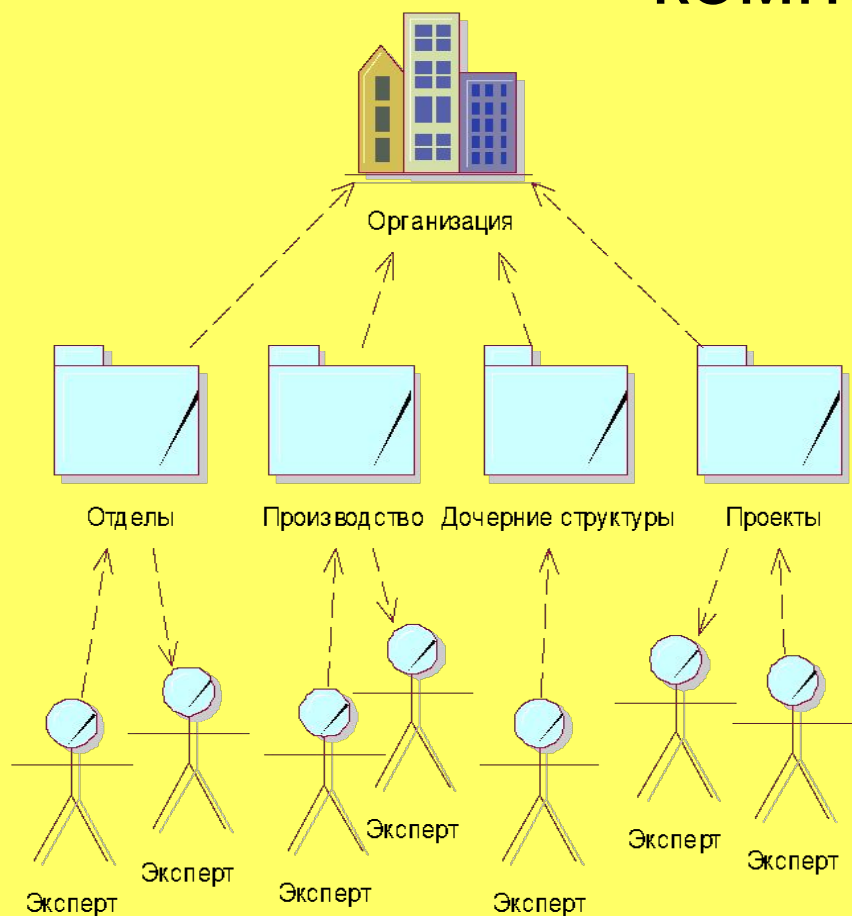 Организация
Отделы
Производство
Дочерние структуры
Проекты
Эксперт
Эксперт
Эксперт
Эксперт
Эксперт
Эксперт
Эксперт